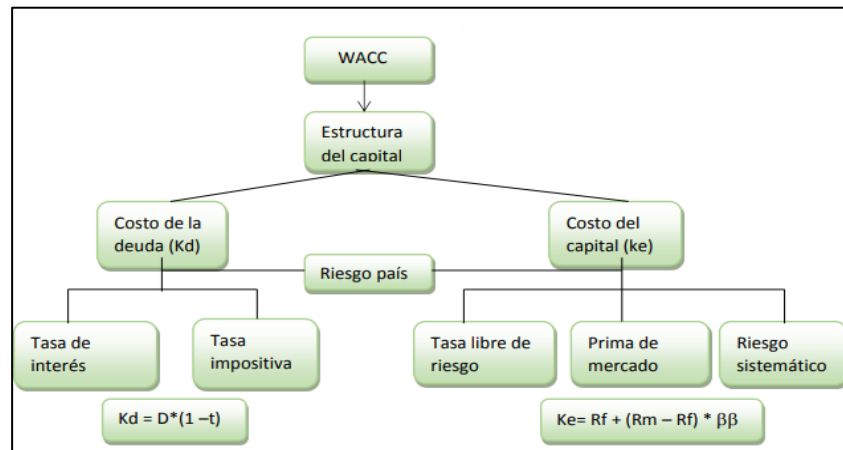 WACC
Estructura
del capital
Costo de la
deuda (Kd)
Costo del
capital (ke)
Riesgo país
Tasa de
interés
Tasa
impositiva
Tasa libre de
riesgo
Prima de
mercado
Riesgo
sistemático
Kd = D*(1 –t)
Ke= Rf + (Rm – Rf) * ββ